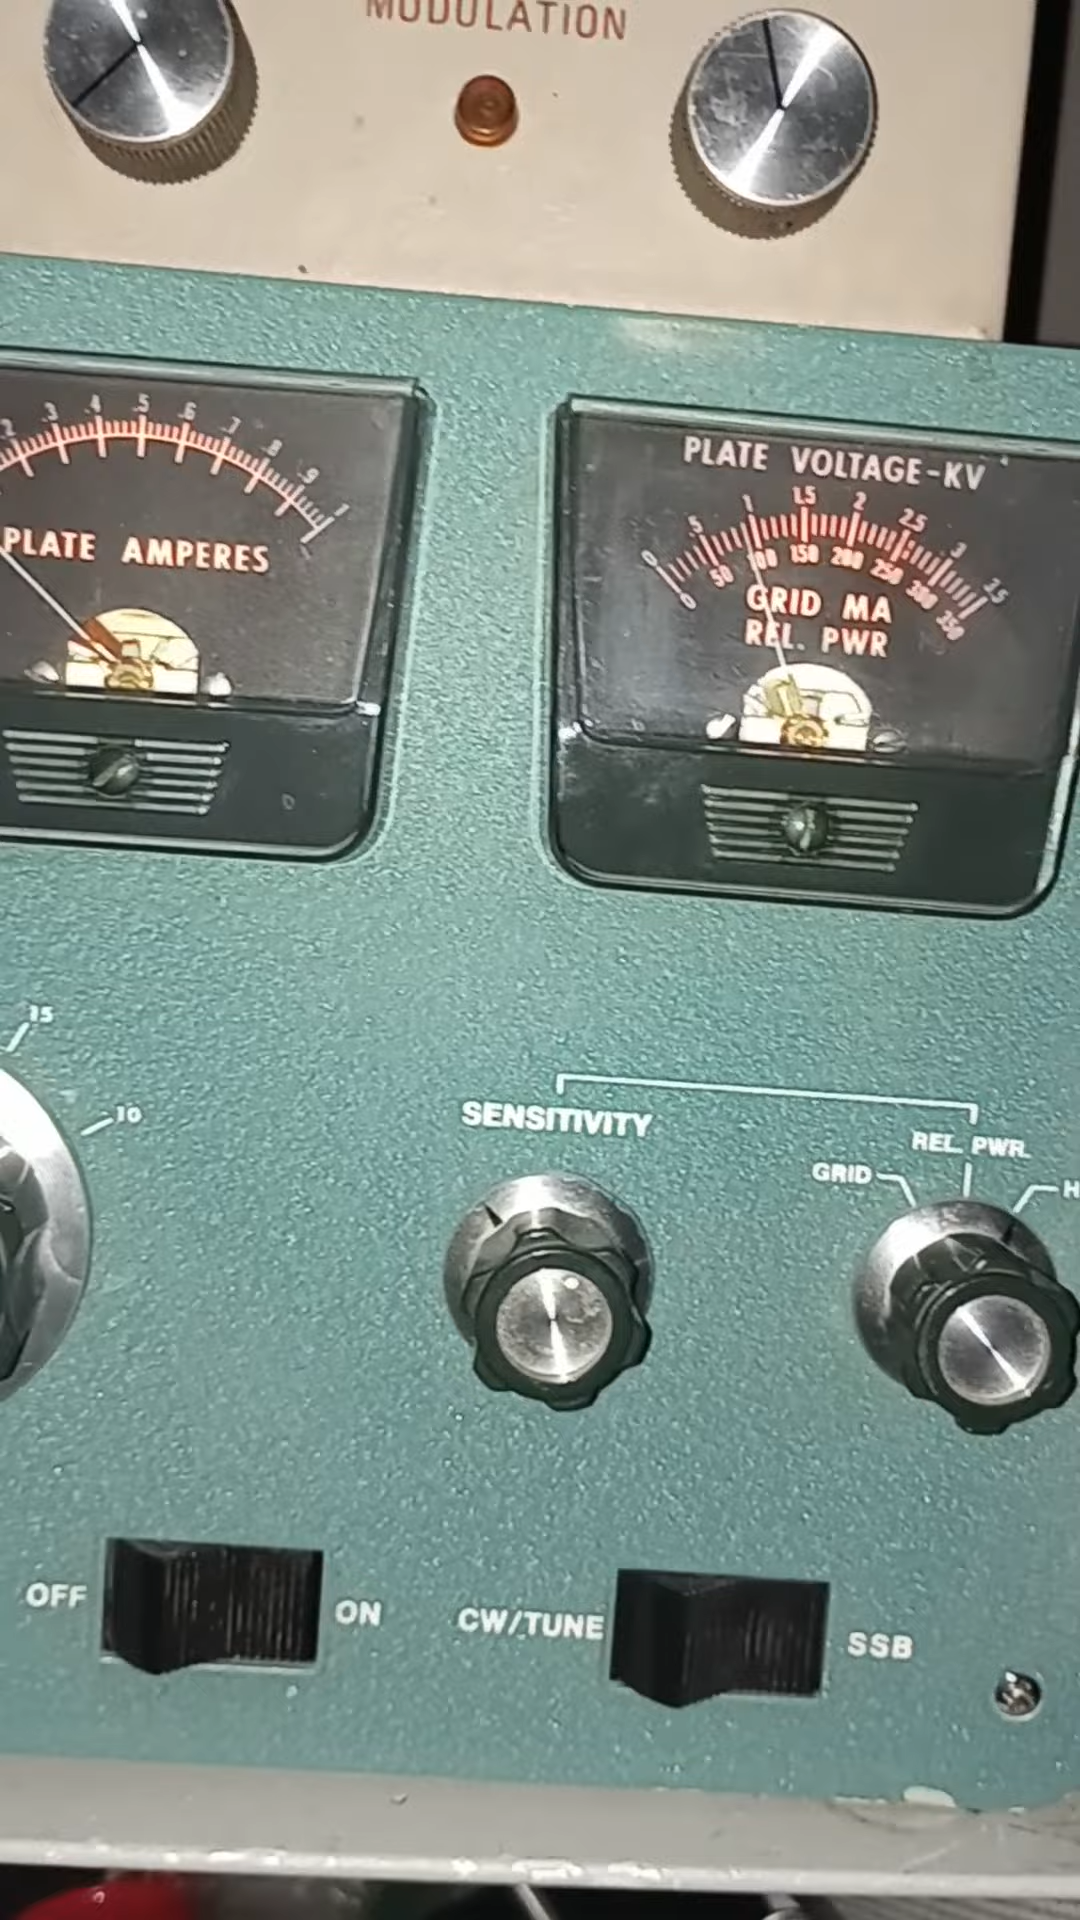 MODULATION
.2 .3 .4 .5 .6 .7 .8 .9 1
PLATE AMPERES
PLATE VOLTAGE-KV
0 .5 1 1.5 2 2.5 3 3.5
0 50 100 150 200 250 300 350
GRID MA
REL. PWR
15
10
SENSITIVITY
REL. PWR.
GRID
H
OFF
ON
CW/TUNE
SSB